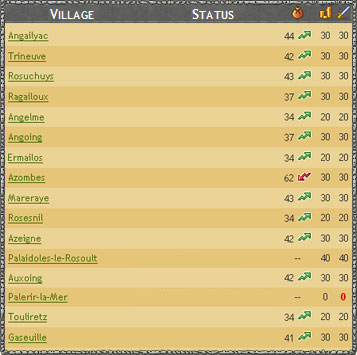 Village Status
Angailyac 44 30 30
Trineuve 42 30 30
Rosuchuys 43 30 30
Ragailoux 37 30 30
Angelme 34 20 20
Angoing 37 30 30
Ermailos 34 20 20
Azombes 62 30 30
Mareraye 43 30 30
Rosesnil 34 20 20
Azeigne 42 30 30
Palaidoles-le-Rosoult -- 40 40
Auxoing 42 30 30
Palerir-la-Mer -- 0 0
Touliretz 34 20 20
Gaseuille 41 30 30